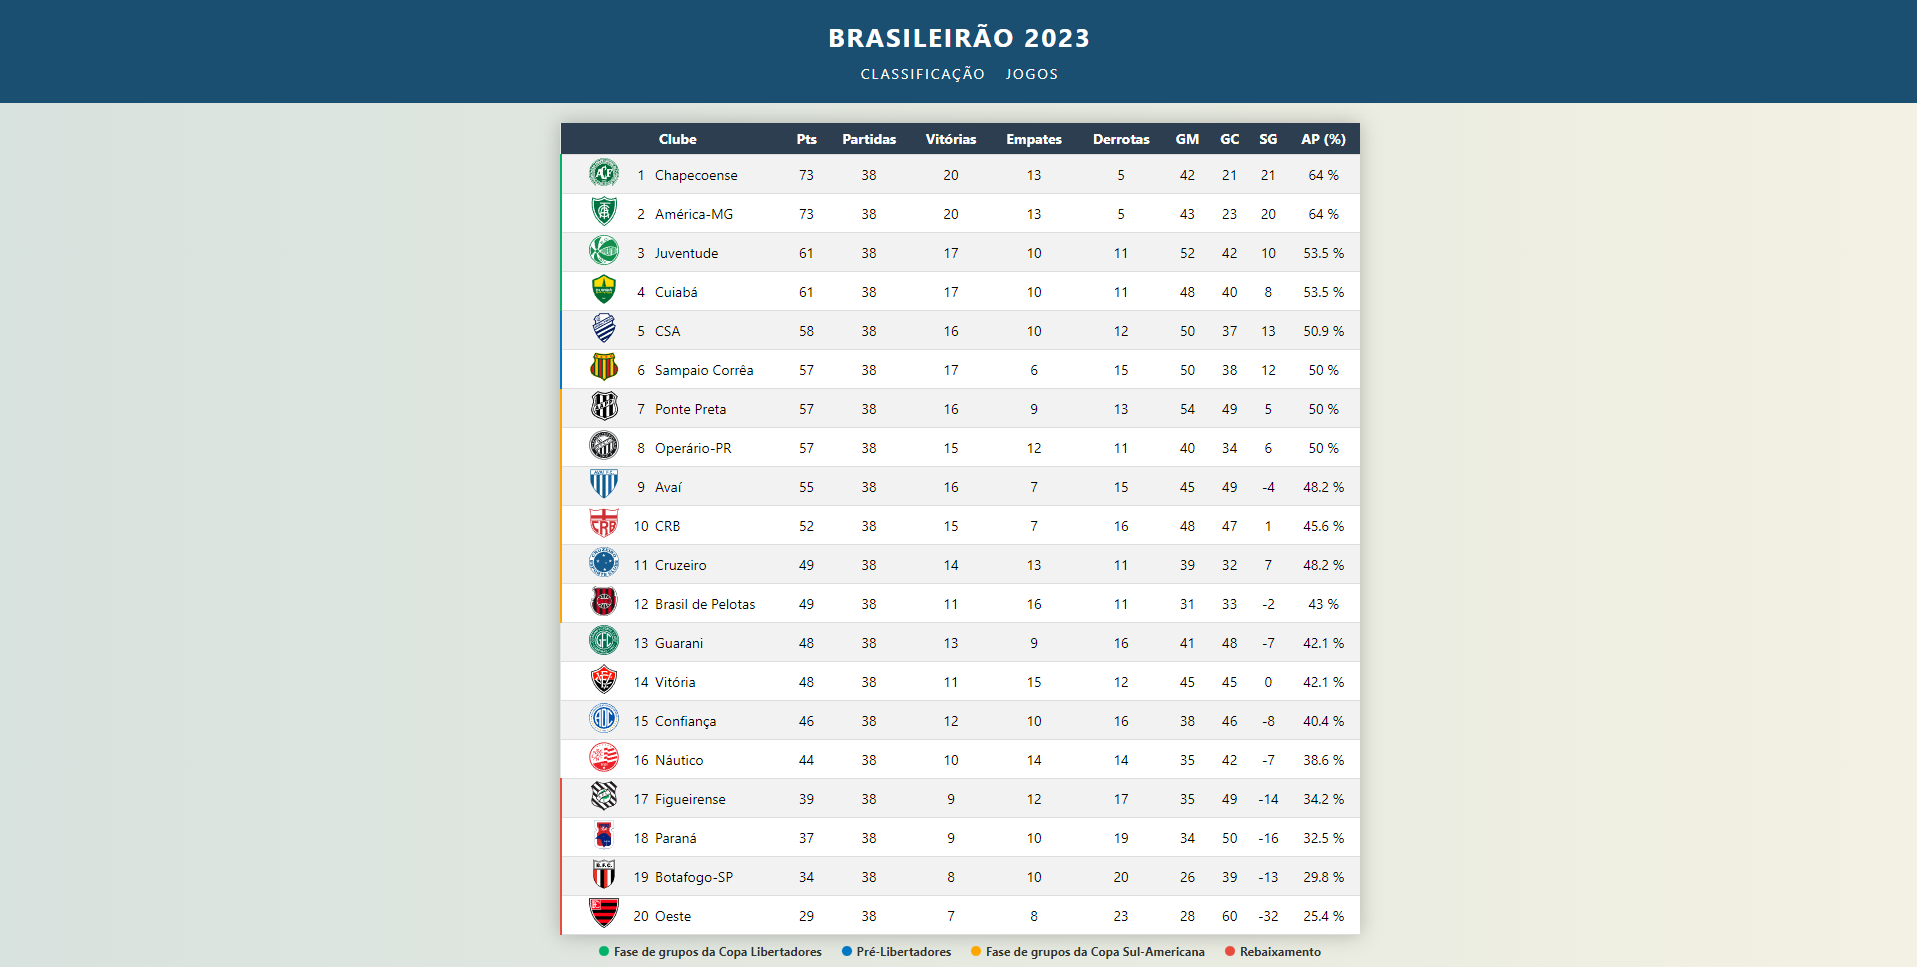 BRASILEIRÃO 2023
CLASSIFICAÇÃO JOGOS
Clube Pts Partidas Vitórias Empates Derrotas GM GC SG AP (%)
1 Chapecoense 73 38 20 13 5 42 21 21 64 %
2 América-MG 73 38 20 13 5 43 23 20 64 %
3 Juventude 61 38 17 10 11 52 42 10 53.5 %
4 Cuiabá 61 38 17 10 11 48 40 8 53.5 %
5 CSA 58 38 16 10 12 50 37 13 50.9 %
6 Sampaio Corrêa 57 38 17 6 15 50 38 12 50 %
7 Ponte Preta 57 38 16 9 13 54 49 5 50 %
8 Operário-PR 57 38 15 12 11 40 34 6 50 %
9 Avaí 55 38 16 7 15 45 49 -4 48.2 %
CRB 10 CRB 52 38 15 7 16 48 47 1 45.6 %
11 Cruzeiro 49 38 14 13 11 39 32 7 48.2 %
12 Brasil de Pelotas 49 38 11 16 11 31 33 -2 43 %
13 Guarani 48 38 13 9 16 41 48 -7 42.1 %
14 Vitória 48 38 11 15 12 45 45 0 42.1 %
15 Confiança 46 38 12 10 16 38 46 -8 40.4 %
16 Náutico 44 38 10 14 14 35 42 -7 38.6 %
17 Figueirense 39 38 9 12 17 35 49 -14 34.2 %
18 Paraná 37 38 9 10 19 34 50 -16 32.5 %
19 Botafogo-SP 34 38 8 10 20 26 39 -13 29.8 %
20 Oeste 29 38 7 8 23 28 60 -32 25.4 %
Fase de grupos da Copa Libertadores Pré-Libertadores Fase de grupos da Copa Sul-Americana Rebaixamento